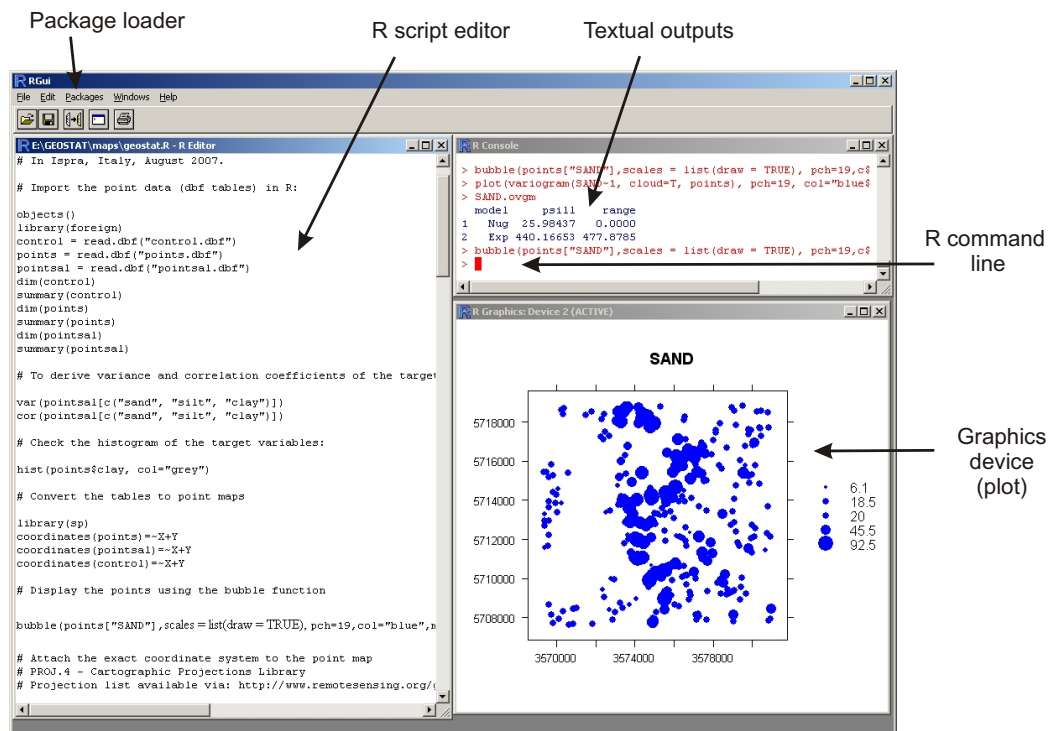 Package loader
R script editor
Textual outputs
RGui
File Edit Packages Windows Help
E:\GEOSTAT\maps\geostat.R - R Editor
# In Ispra, Italy, August 2007.
# Import the point data (dbf tables) in R:
objects()
library(foreign)
control = read.dbf("control.dbf")
points = read.dbf("points.dbf")
pointsal = read.dbf("pointsal.dbf")
dim(control)
summary(control)
dim(points)
summary(points)
dim(pointsal)
summary(pointsal)
# To derive variance and correlation coefficients of the target
var(pointsal[c("sand", "silt", "clay")])
cor(pointsal[c("sand", "silt", "clay")])
# Check the histogram of the target variables:
hist(points$clay, col="grey")
# Convert the tables to point maps
library(sp)
coordinates(points)=~X+Y
coordinates(pointsal)=~X+Y
coordinates(control)=~X+Y
# Display the points using the bubble function
bubble(points["SAND"],scales = list(draw = TRUE), pch=19,col="blue",m
# Attach the exact coordinate system to the point map
# PROJ.4 - Cartographic Projections Library
# Projection list available via: http://www.remotesensing.org/g
R Console
> bubble(points["SAND"],scales = list(draw = TRUE), pch=19,c$
> plot(variogram(SAND~1, cloud=T, points), pch=19, col="blue$
> SAND.ovgm
model psill range
1 Nug 25.98437 0.0000
2 Exp 440.16653 477.8785
> bubble(points["SAND"],scales = list(draw = TRUE), pch=19,c$
>
R command
line
R Graphics: Device 2 (ACTIVE)
SAND
5718000
5716000
5714000
5712000
5710000
5708000
3570000 3574000 3578000
6.1
18.5
20
45.5
92.5
Graphics
device
(plot)